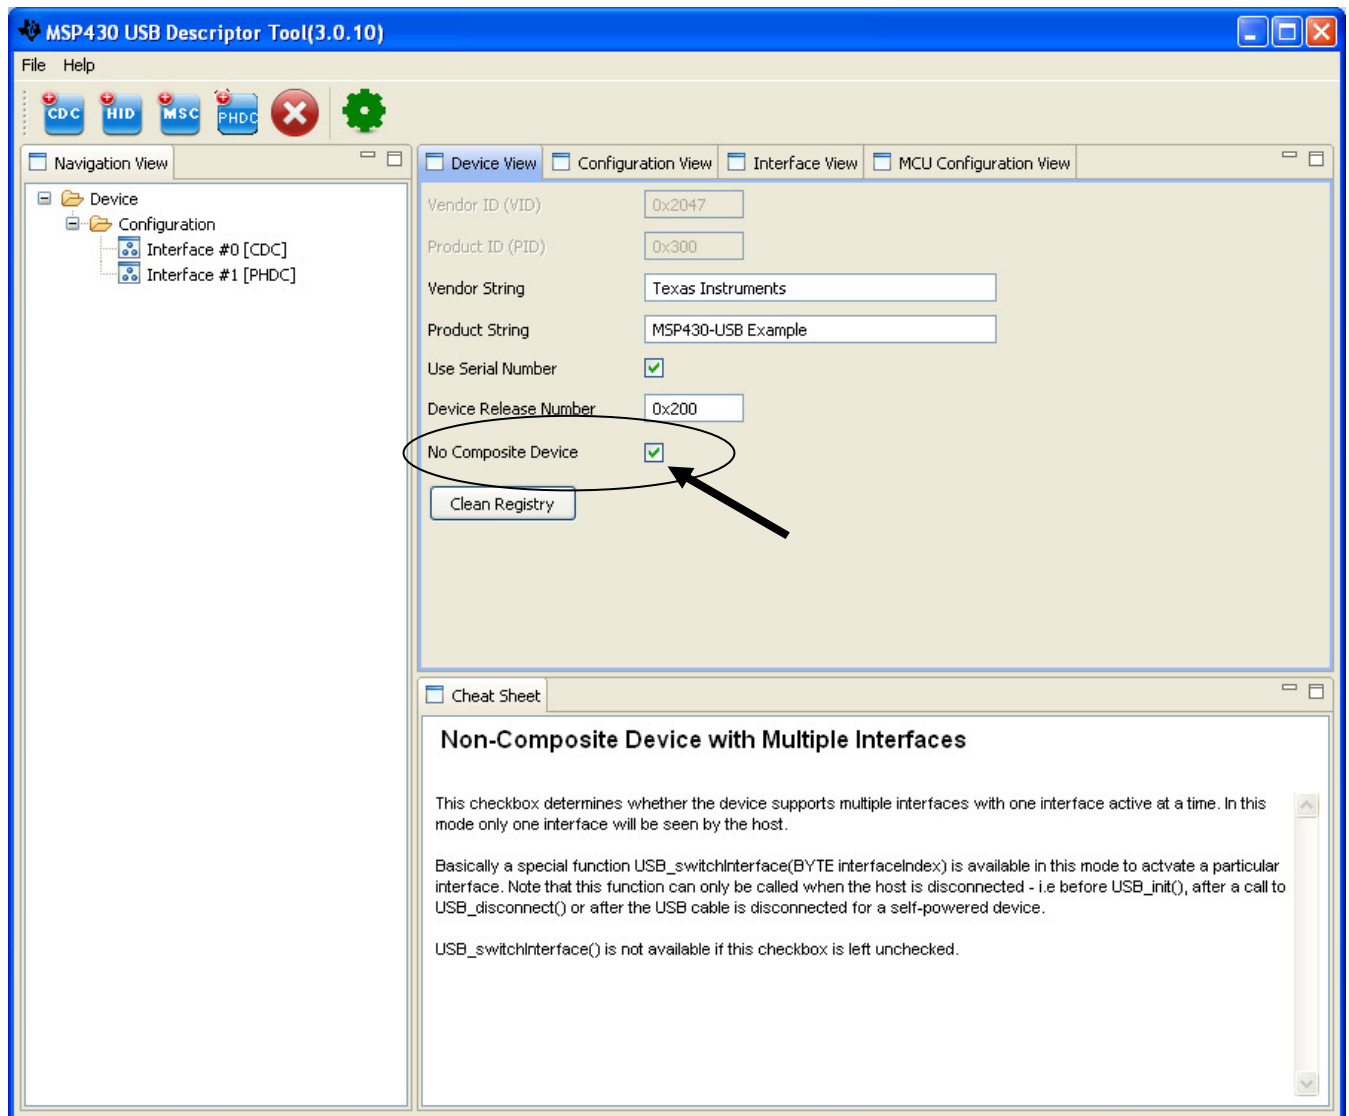 MSP430 USB Descriptor Tool(3.0.10)
File Help
CDC HID MSC PHDC
Navigation View
Device
Configuration
Interface #0 [CDC]
Interface #1 [PHDC]
Device View Configuration View Interface View MCU Configuration View
Vendor ID (VID) 0x2047
Product ID (PID) 0x300
Vendor String Texas Instruments
Product String MSP430-USB Example
Use Serial Number
Device Release Number 0x200
No Composite Device
Clean Registry
Cheat Sheet
Non-Composite Device with Multiple Interfaces
This checkbox determines whether the device supports multiple interfaces with one interface active at a time. In this
mode only one interface will be seen by the host.
Basically a special function USB_switchInterface(BYTE interfaceIndex) is available in this mode to actvate a particular
interface. Note that this function can only be called when the host is disconnected - i.e before USB_init(), after a call to
USB_disconnect() or after the USB cable is disconnected for a self-powered device.
USB_switchInterface() is not available if this checkbox is left unchecked.